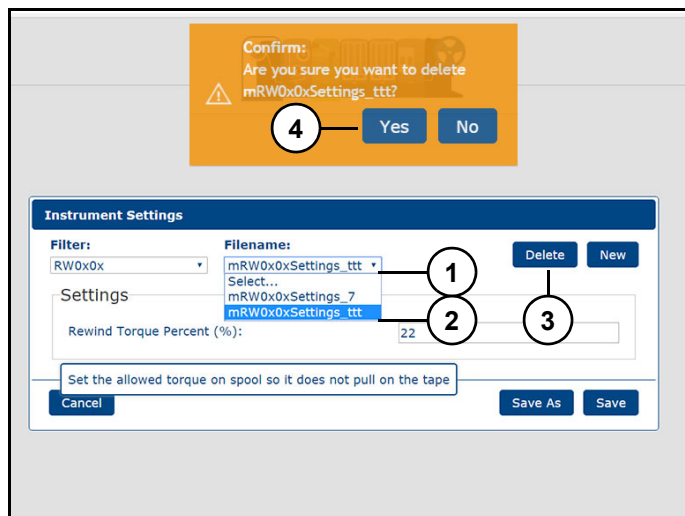 Confirm:
Are you sure you want to delete
mRW0x0xSettings_ttt?
4
Yes No
Instrument Settings
Filter: Filename:
RW0x0x mRW0x0xSettings_ttt Delete New
1
Select...
Settings mRW0x0xSettings_7
mRW0x0xSettings_ttt 2 3
Rewind Torque Percent (%): 22
Set the allowed torque on spool so it does not pull on the tape
Cancel Save As Save